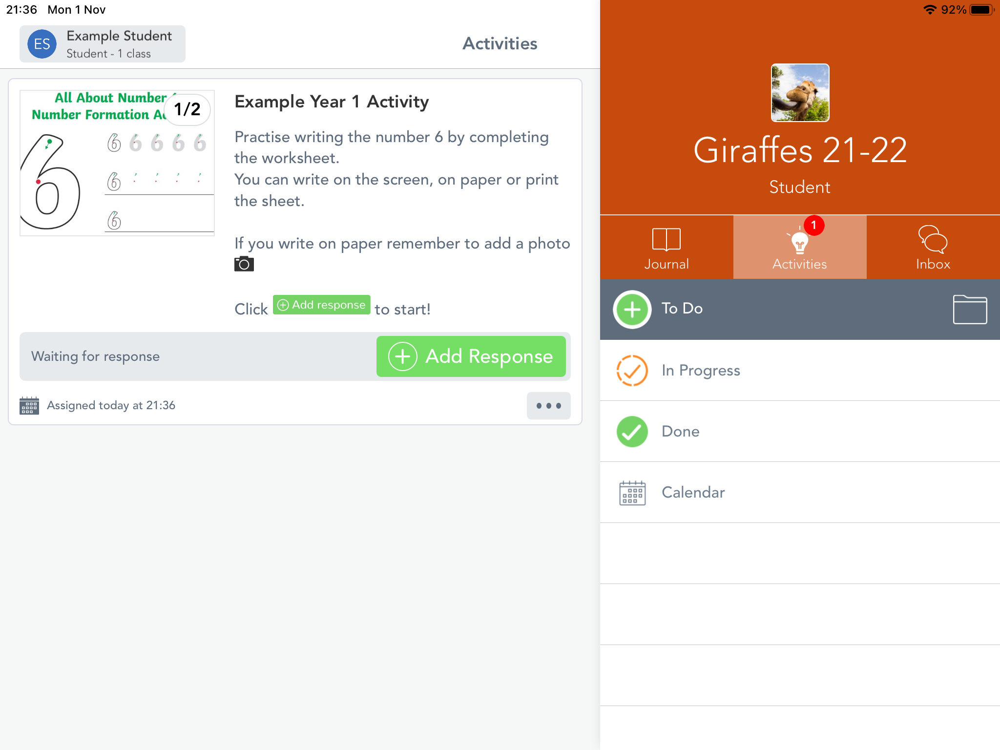 21:36 Mon 1 Nov
92%
ES
Example Student
Student - 1 class
Activities
All About Number
Number Formation
1/2
6 6 6 6 6
6
6
6
Example Year 1 Activity
Practise writing the number 6 by completing
the worksheet.
You can write on the screen, on paper or print
the sheet.
If you write on paper remember to add a photo
Click Add response to start!
Waiting for response
Add Response
Assigned today at 21:36
Giraffes 21-22
Student
Journal
1
Activities
Inbox
To Do
In Progress
Done
Calendar